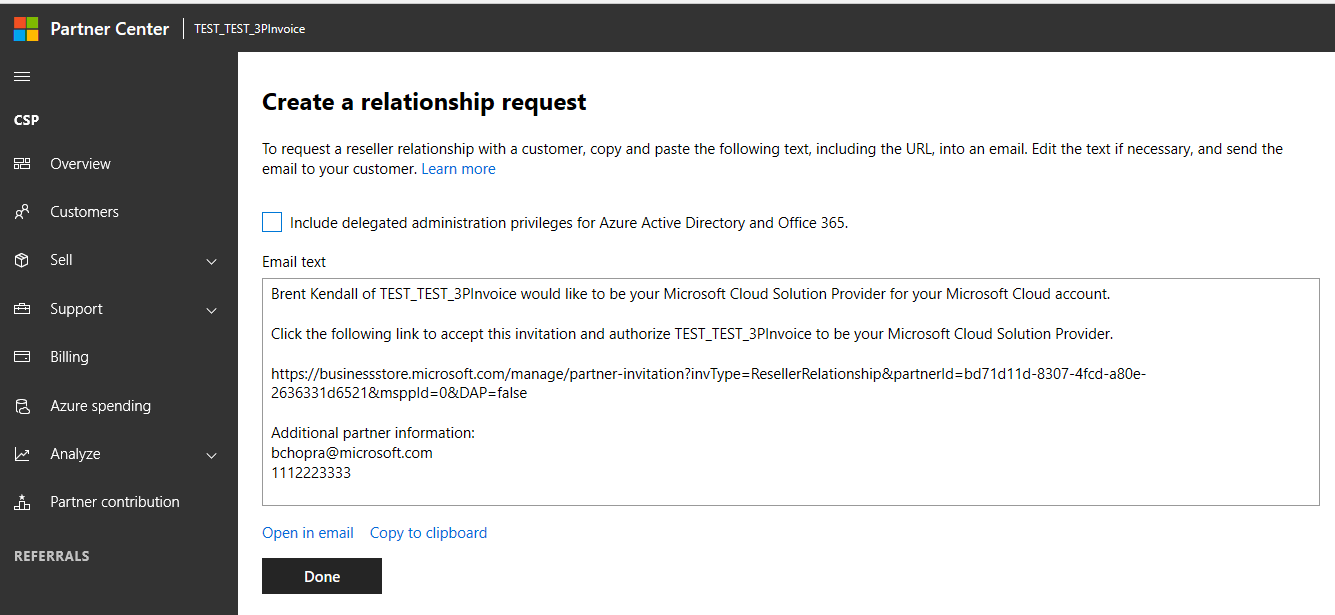 Partner Center
TEST_TEST_3PInvoice
CSP
Overview
Customers
Sell
Support
Billing
Azure spending
Analyze
Partner contribution
REFERRALS
Create a relationship request
To request a reseller relationship with a customer, copy and paste the following text, including the URL, into an email. Edit the text if necessary, and send the
email to your customer. Learn more
Include delegated administration privileges for Azure Active Directory and Office 365.
Email text
Brent Kendall of TEST_TEST_3PInvoice would like to be your Microsoft Cloud Solution Provider for your Microsoft Cloud account.
Click the following link to accept this invitation and authorize TEST_TEST_3PInvoice to be your Microsoft Cloud Solution Provider.
https://businessstore.microsoft.com/manage/partner-invitation?invType=ResellerRelationship&partnerId=bd71d11d-8307-4fcd-a80e-
2636331d6521&msppId=0&DAP=false
Additional partner information:
bchopra@microsoft.com
1112223333
Open in email Copy to clipboard
Done